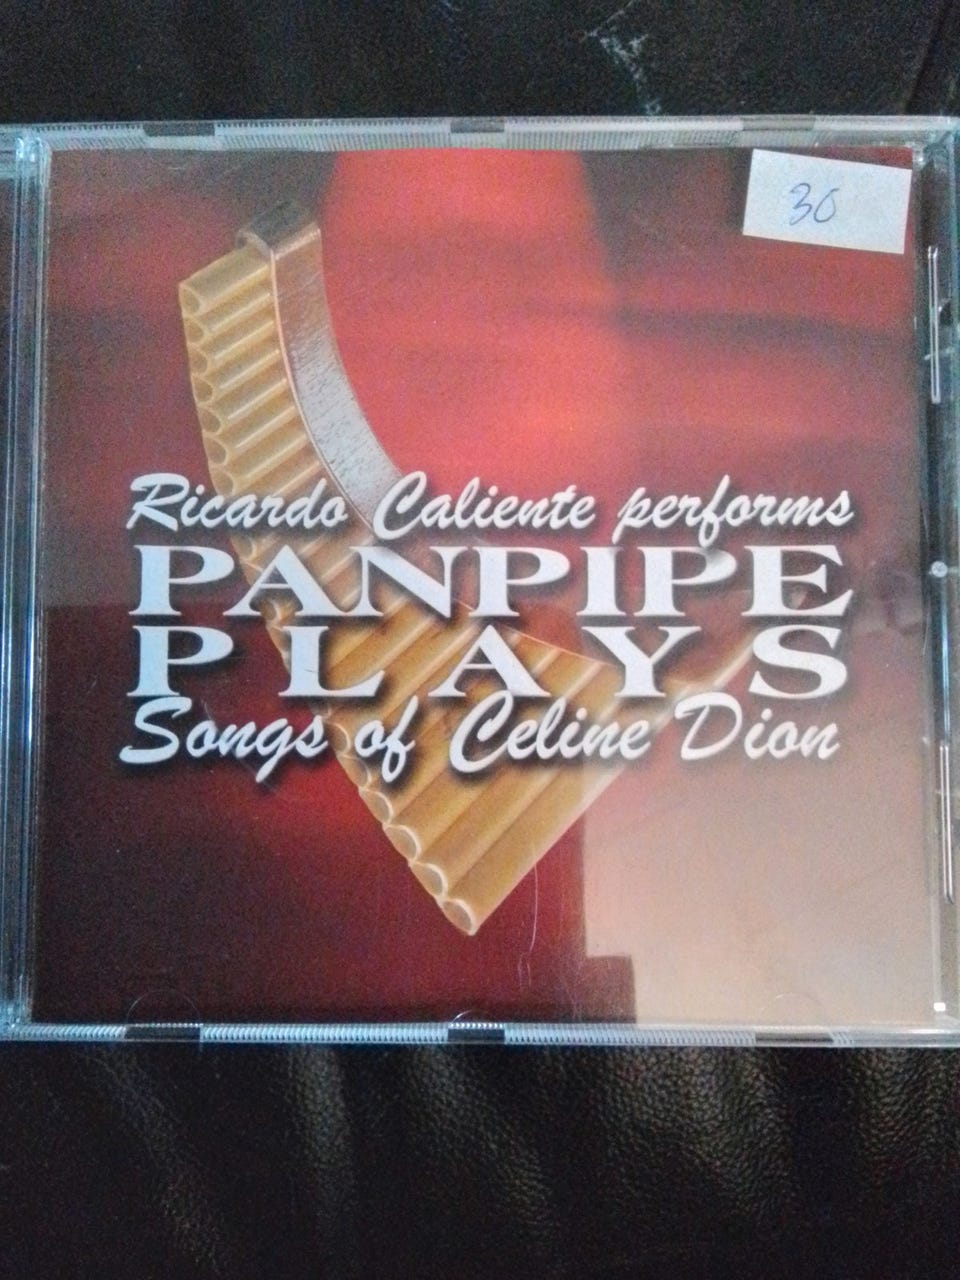 30
Ricardo Caliente performs
PANPIPE
PLAYS
Songs of Celine Dion